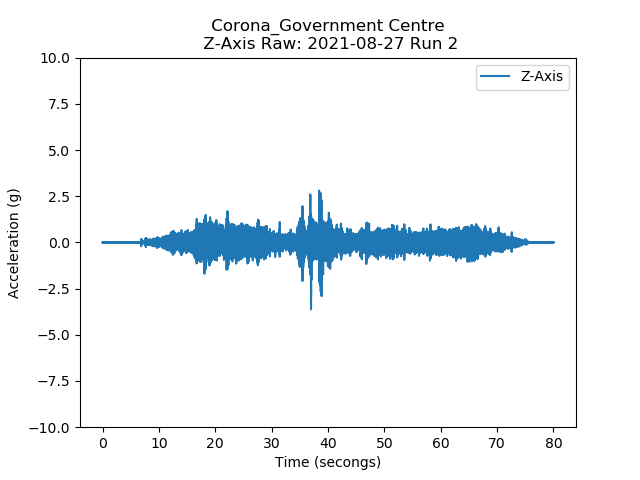 Corona_Government Centre
Z-Axis Raw: 2021-08-27 Run 2
Z-Axis
10.0
7.5
5.0
2.5
0.0
−2.5
−5.0
−7.5
−10.0
Acceleration (g)
0 10 20 30 40 50 60 70 80
Time (secongs)